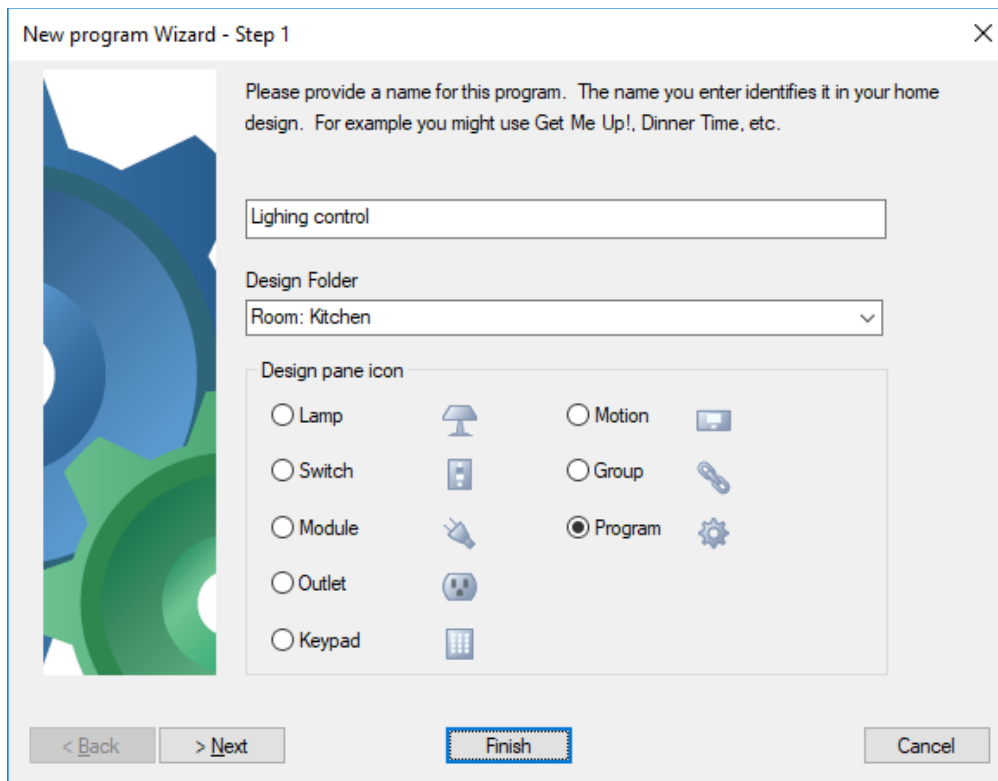 New program Wizard - Step 1
Please provide a name for this program.  The name you enter identifies it in your home
design.  For example you might use Get Me Up!, Dinner Time, etc.
Lighing control
Design Folder
Room: Kitchen
Design pane icon
Lamp
Motion
Switch
Group
Module
Program
Outlet
Keypad
< Back
> Next
Finish
Cancel